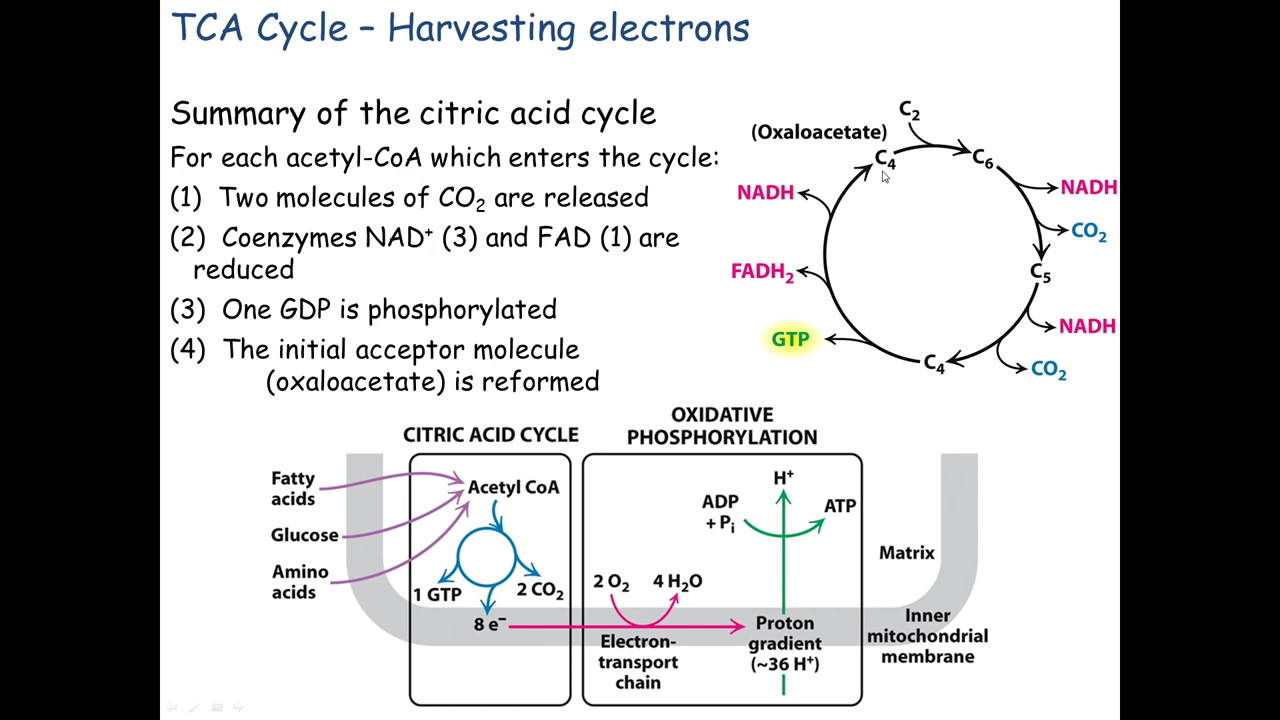 TCA Cycle – Harvesting electrons
Summary of the citric acid cycle
For each acetyl-CoA which enters the cycle:
(1) Two molecules of CO₂ are released
(2) Coenzymes NAD⁺ (3) and FAD (1) are
reduced
(3) One GDP is phosphorylated
(4) The initial acceptor molecule
(oxaloacetate) is reformed
C₂
(Oxaloacetate)
C₄
C₆
NADH
NADH
CO₂
FADH₂
C₅
GTP
NADH
C₄
CO₂
CITRIC ACID CYCLE
OXIDATIVE
PHOSPHORYLATION
Fatty
acids
Glucose
Amino
acids
Acetyl CoA
1 GTP
2 CO₂
8 e⁻
2 O₂
4 H₂O
Electron-
transport
chain
H⁺
ADP
+ Pᵢ
ATP
Proton
gradient
(~36 H⁺)
Matrix
Inner
mitochondrial
membrane